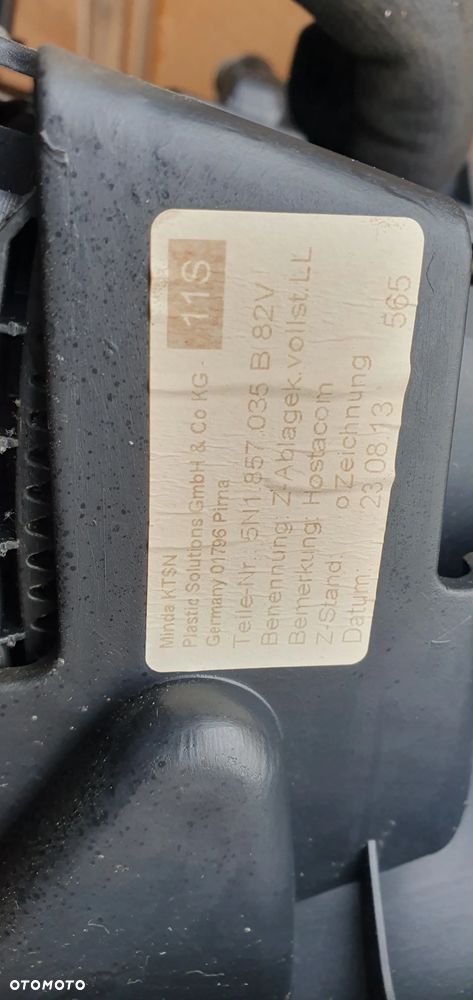 Minda KTSN
Plastic Solutions GmbH & Co KG
Germany 01796 Pirna
11S
Teile-Nr.: 5N1.857.035 B 82V
Benennung: Z-Ablagek.vollst.LL
Bemerkung: Hostacom
Z-Stand: o Zeichnung
Datum: 23.08.13 565
OTOMOTO